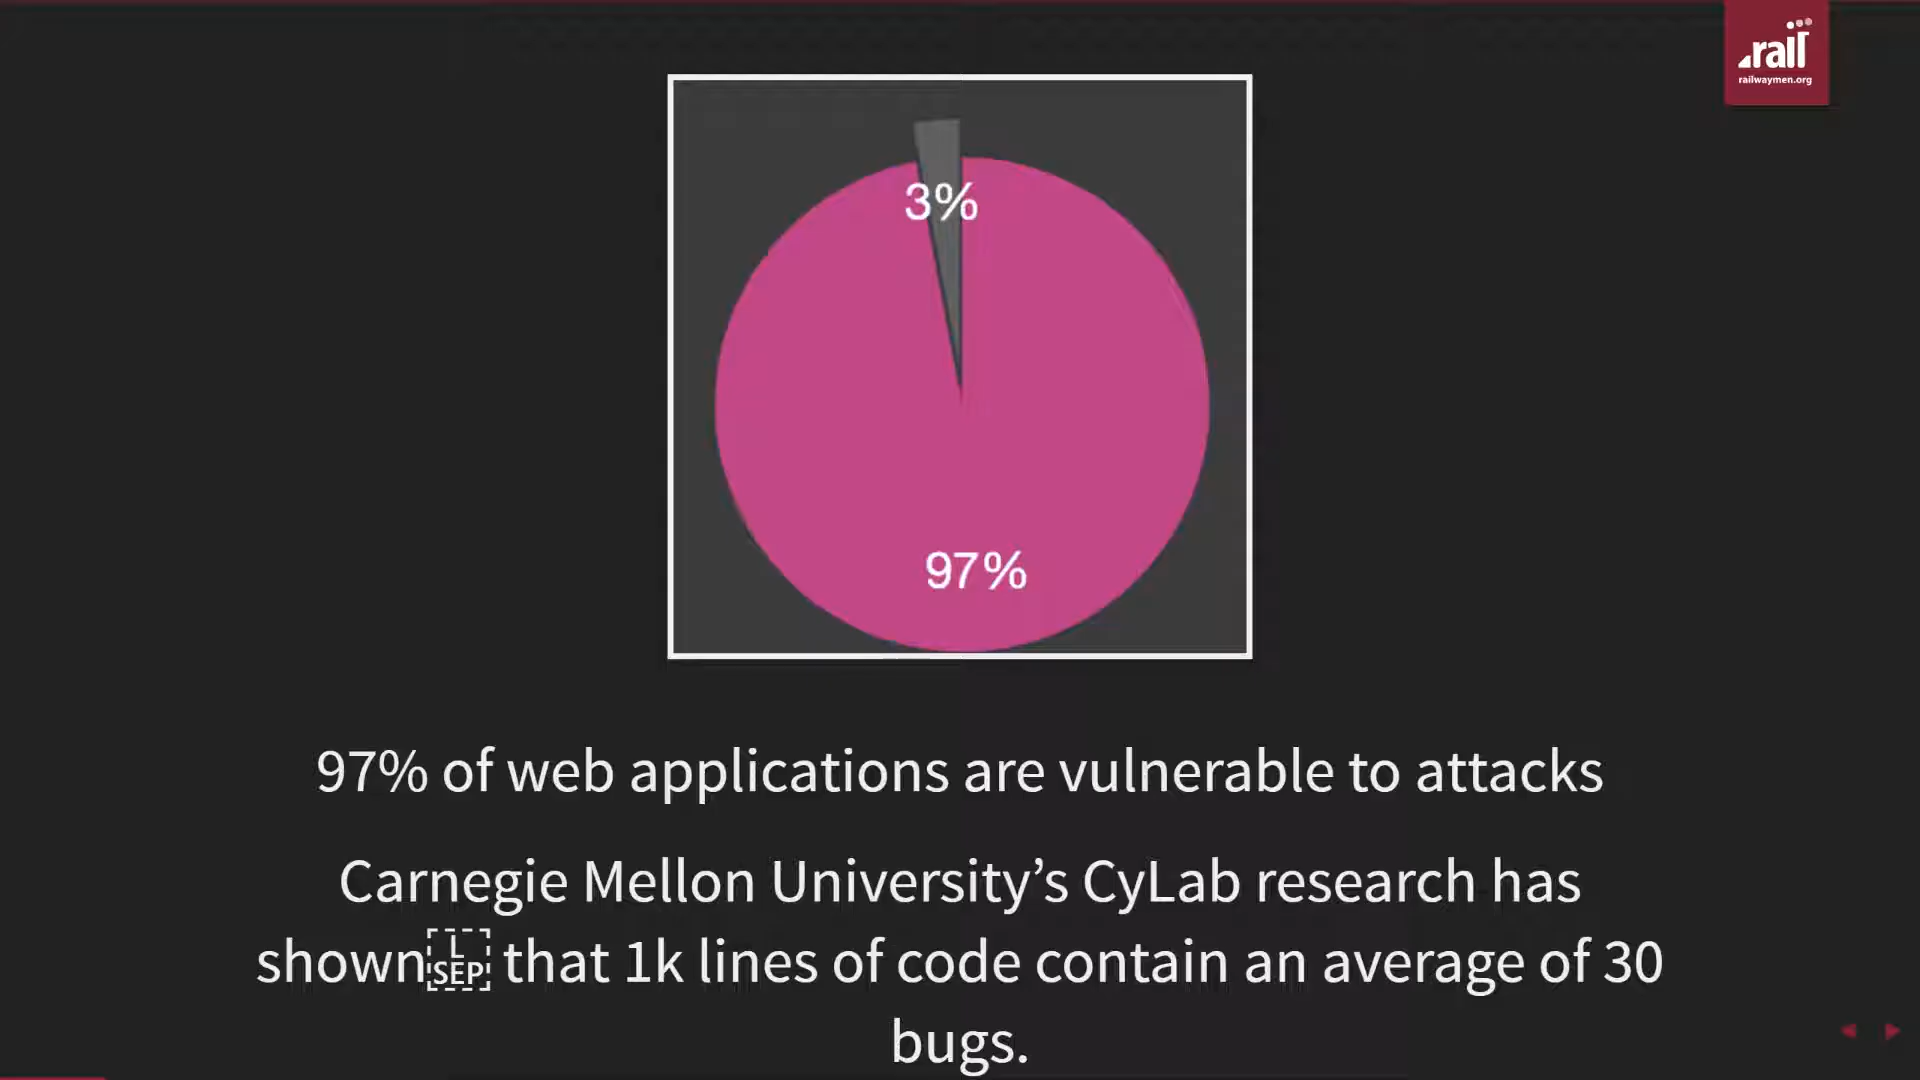 .rail
railwaymen.org
3%
97%
97% of web applications are vulnerable to attacks
Carnegie Mellon University’s CyLab research has
shown L SEP that 1k lines of code contain an average of 30
bugs.